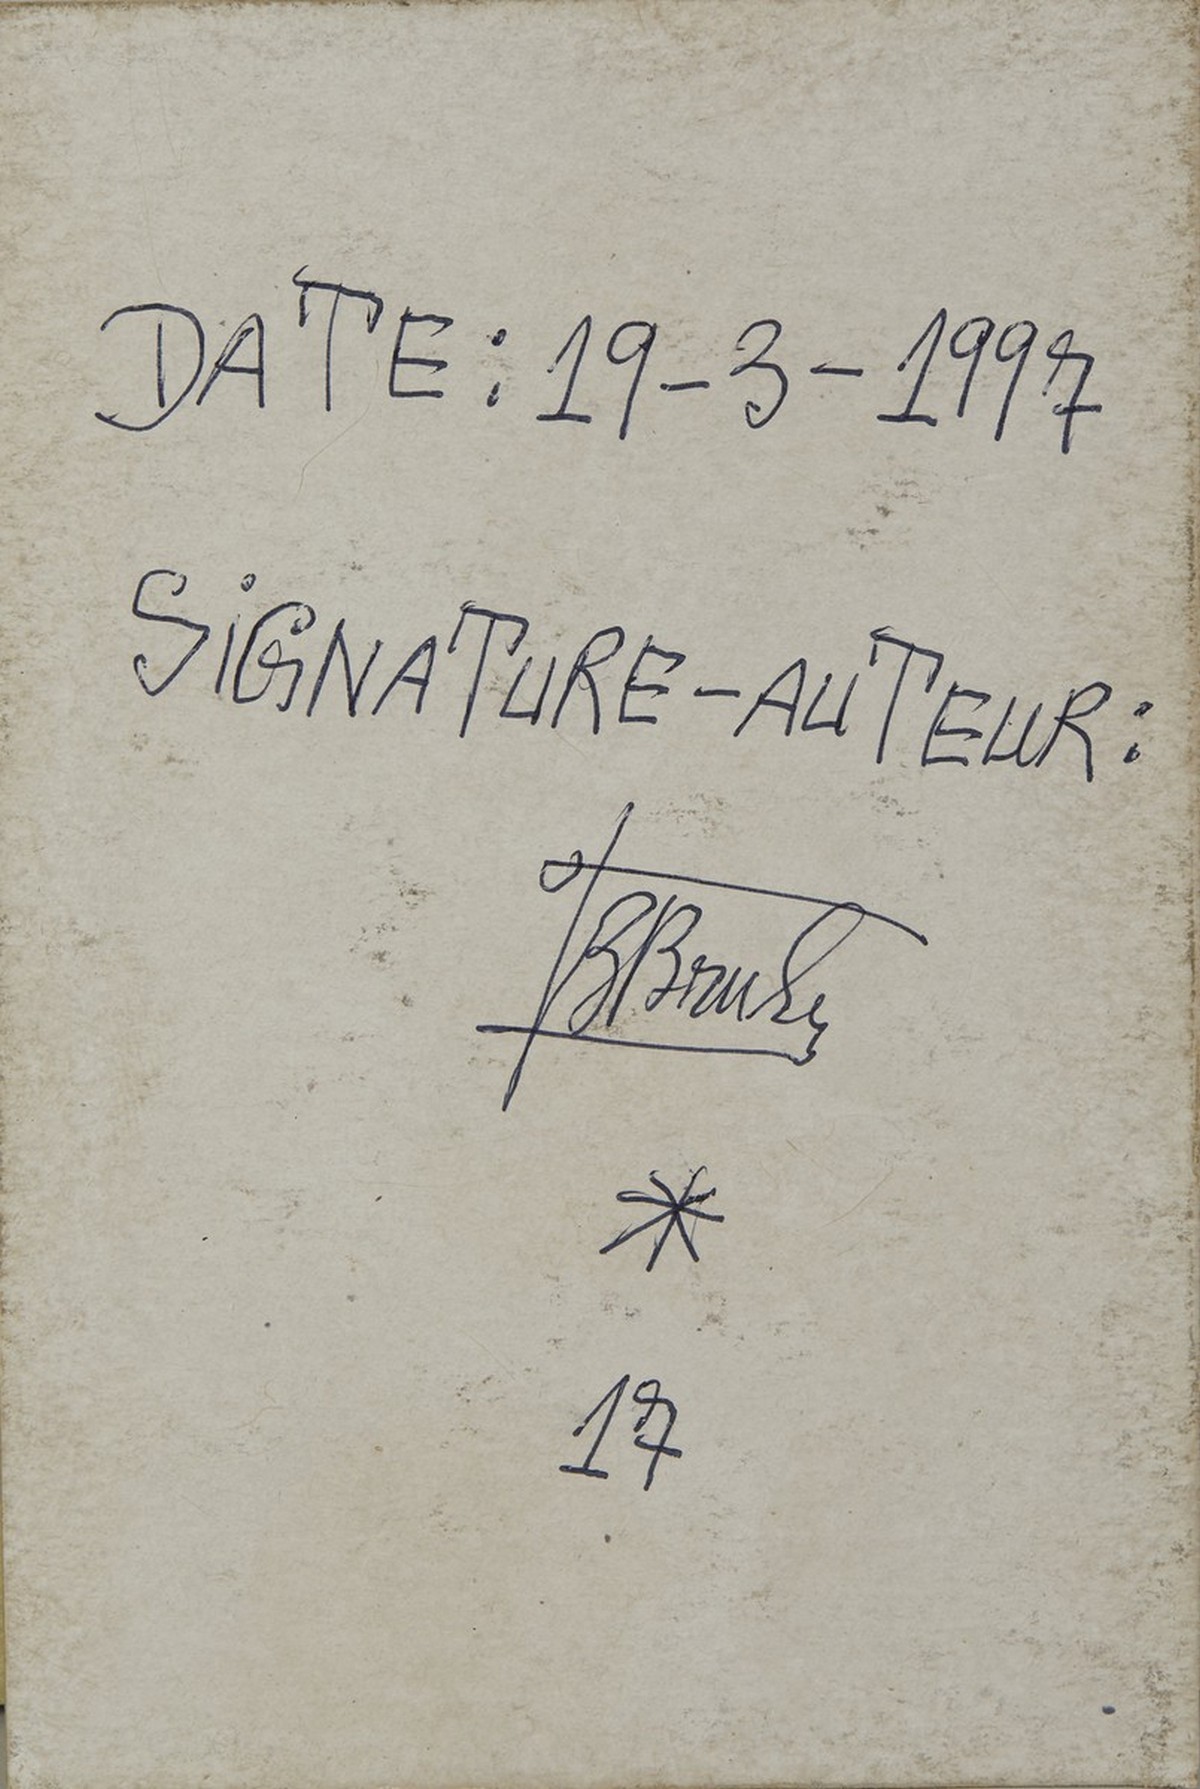 DATE: 19-3-1997
SiGNATURE-AUTEUR:
*
17